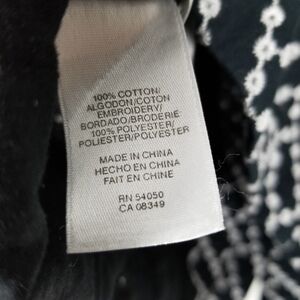 100% COTTON/
ALGODON/COTON
EMBROIDERY/
BORDADO/BRODERIE
100% POLYESTER/
POLIESTER/POLYESTER
MADE IN CHINA
HECHO EN CHINA
FAIT EN CHINE
RN 54050
CA 08349